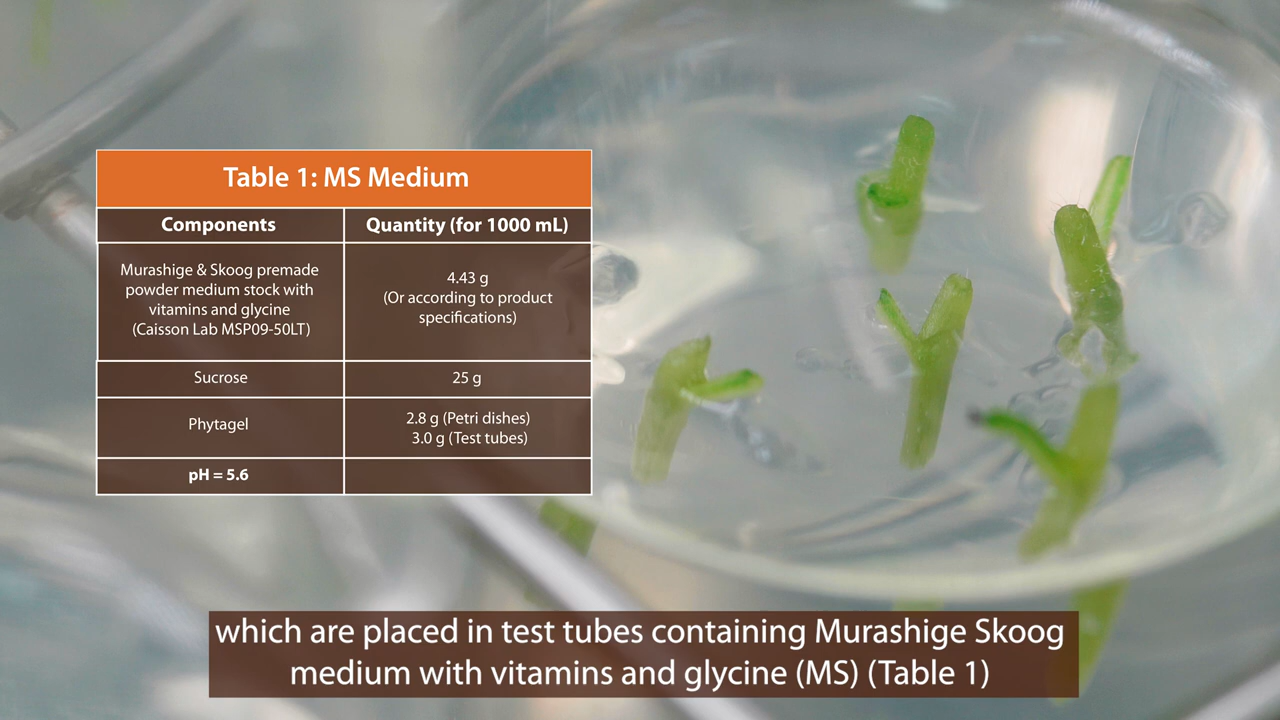 Table 1: MS Medium
Components
Quantity (for 1000 mL)
Murashige & Skoog premade
powder medium stock with
vitamins and glycine
(Caisson Lab MSP09-50LT)
4.43 g
(Or according to product
specifications)
Sucrose
25 g
Phytagel
2.8 g (Petri dishes)
3.0 g (Test tubes)
pH = 5.6
which are placed in test tubes containing Murashige Skoog
medium with vitamins and glycine (MS) (Table 1)